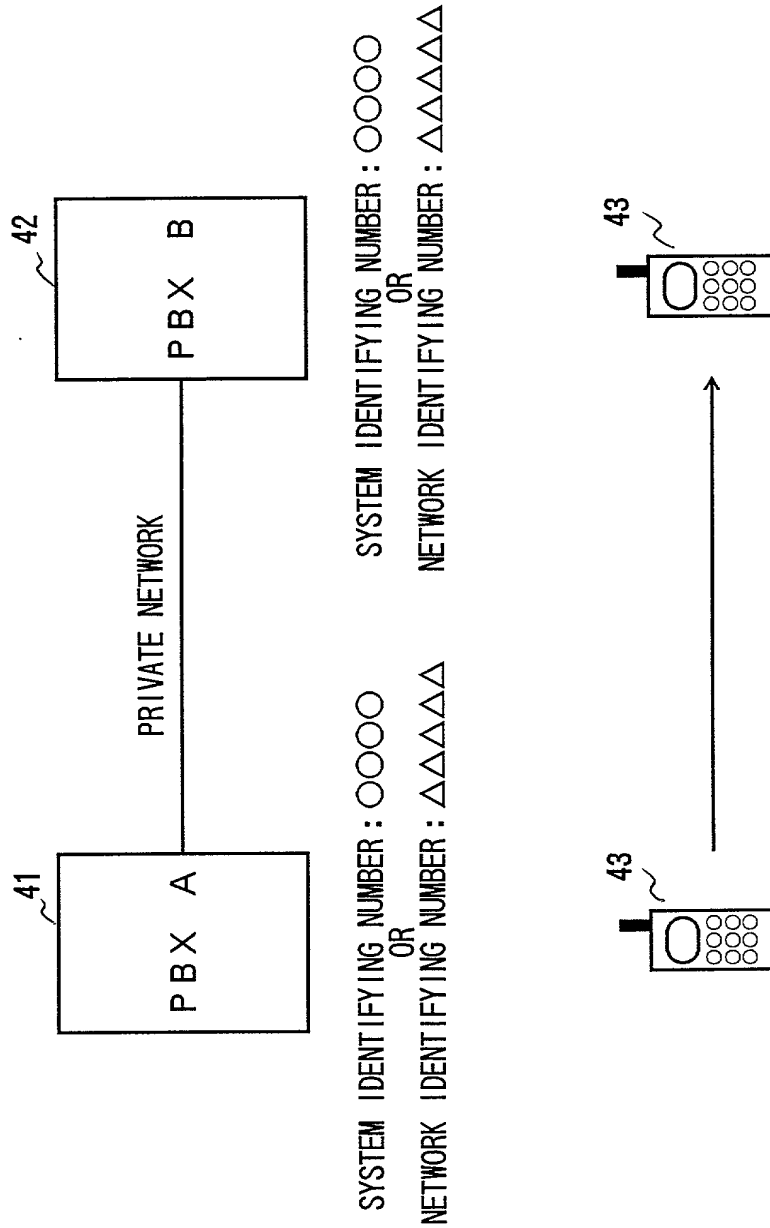 41
PBX A
PRIVATE NETWORK
42
PBX B
SYSTEM IDENTIFYING NUMBER : ○○○○
OR
NETWORK IDENTIFYING NUMBER : △△△△△
SYSTEM IDENTIFYING NUMBER : ○○○○
OR
NETWORK IDENTIFYING NUMBER : △△△△△
43
43